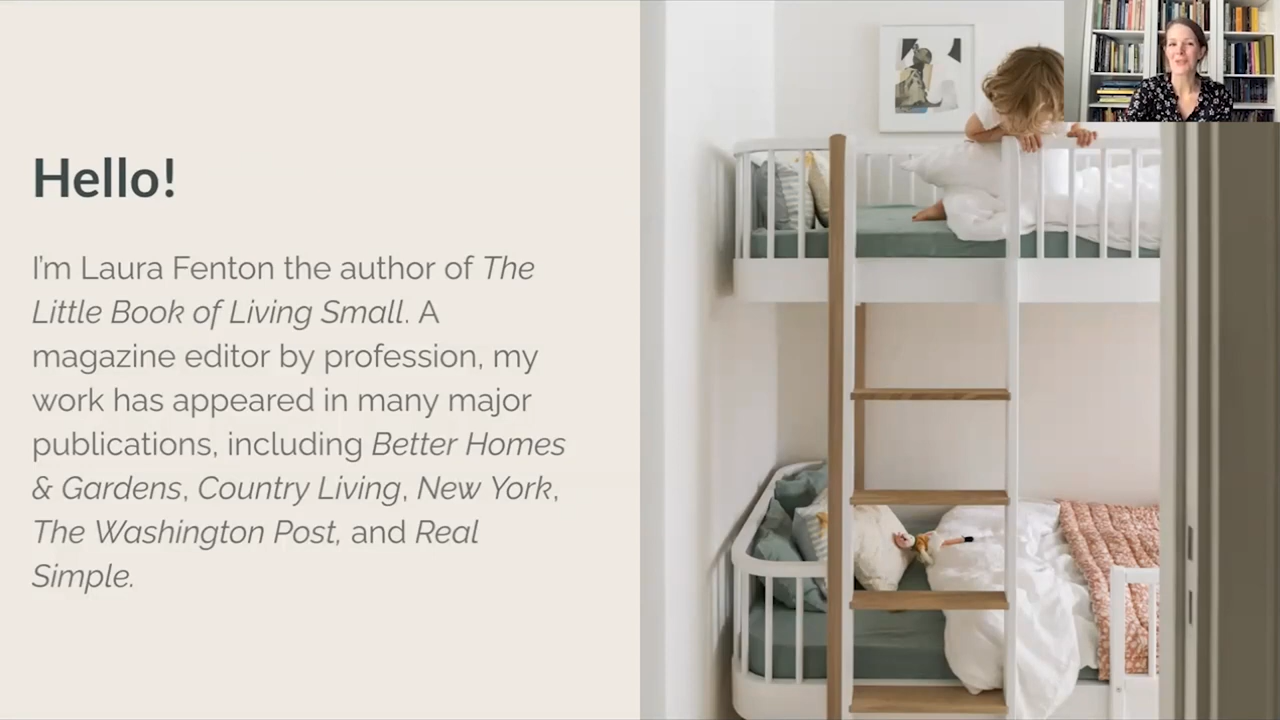 Hello!
I'm Laura Fenton the author of The
Little Book of Living Small. A
magazine editor by profession, my
work has appeared in many major
publications, including Better Homes
& Gardens, Country Living, New York,
The Washington Post, and Real
Simple.